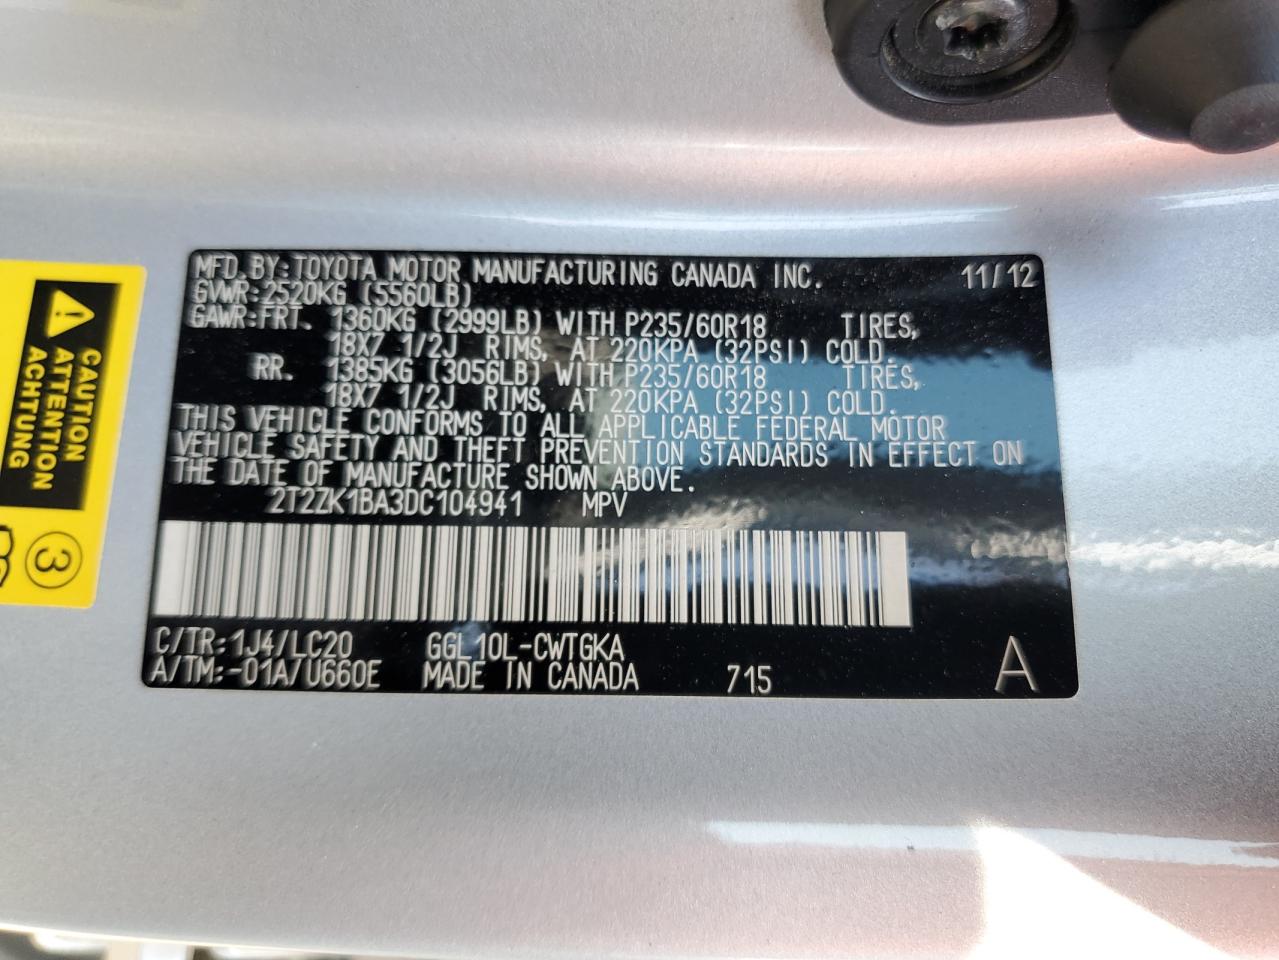 MFD.BY:TOYOTA MOTOR MANUFACTURING CANADA INC. 11/12
GVWR:2520KG (5560LB)
GAWR:FRT. 1360KG (2999LB) WITH P235/60R18 TIRES,
18X7 1/2J RIMS, AT 220KPA (32PSI) COLD.
RR. 1385KG (3056LB) WITH P235/60R18 TIRES,
18X7 1/2J RIMS, AT 220KPA (32PSI) COLD.
THIS VEHICLE CONFORMS TO ALL APPLICABLE FEDERAL MOTOR
VEHICLE SAFETY AND THEFT PREVENTION STANDARDS IN EFFECT ON
THE DATE OF MANUFACTURE SHOWN ABOVE.
2T2ZK1BA3DC104941 MPV
C/TR:1J4/LC20 GGL10L-CWTGKA
A/TM:-01A/U660E MADE IN CANADA 715 A
CAUTION
ATTENTION
ACHTUNG
3